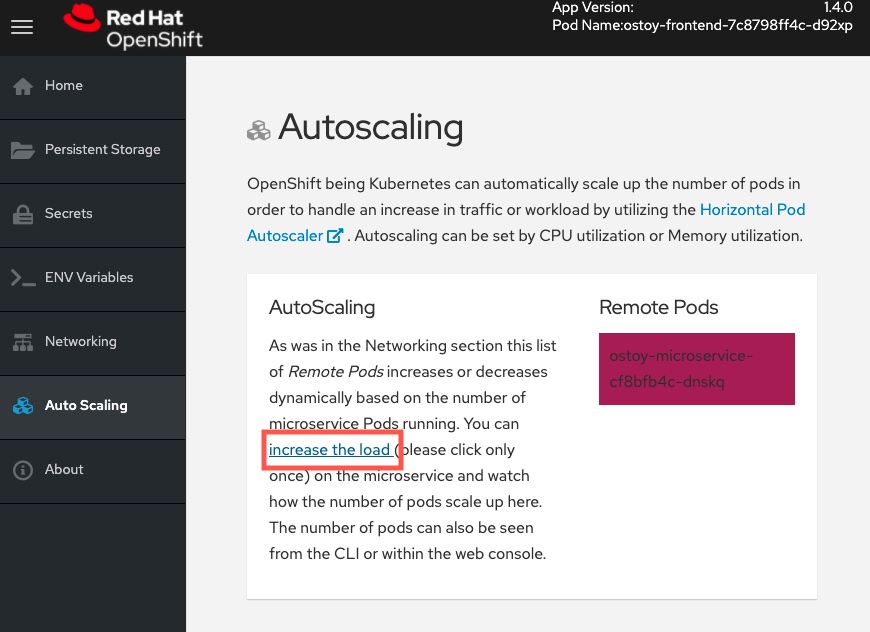 Red Hat
OpenShift
App Version: 1.4.0
Pod Name:ostoy-frontend-7c8798ff4c-d92xp
Home
Persistent Storage
Secrets
ENV Variables
Networking
Auto Scaling
About
Autoscaling
OpenShift being Kubernetes can automatically scale up the number of pods in
order to handle an increase in traffic or workload by utilizing the Horizontal Pod
Autoscaler . Autoscaling can be set by CPU utilization or Memory utilization.
AutoScaling
As was in the Networking section this list
of Remote Pods increases or decreases
dynamically based on the number of
microservice Pods running. You can
increase the load (please click only
once) on the microservice and watch
how the number of pods scale up here.
The number of pods can also be seen
from the CLI or within the web console.
Remote Pods
ostoy-microservice-
cf8bfb4c-dnskq